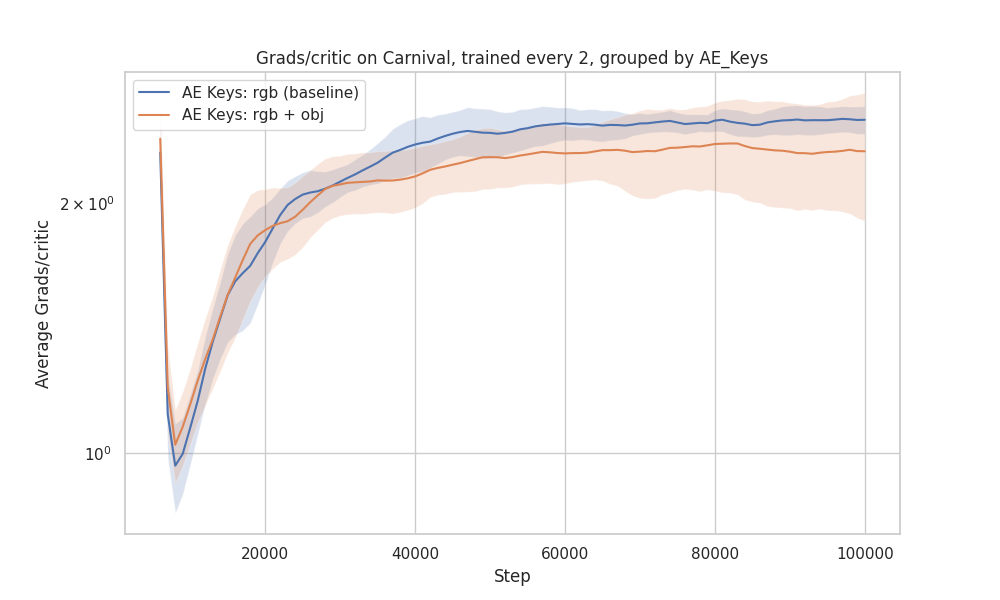 Grads/critic on Carnival, trained every 2, grouped by AE_Keys
AE Keys: rgb (baseline)
AE Keys: rgb + obj
Average Grads/critic
2 × 10⁰
10⁰
20000 40000 60000 80000 100000
Step